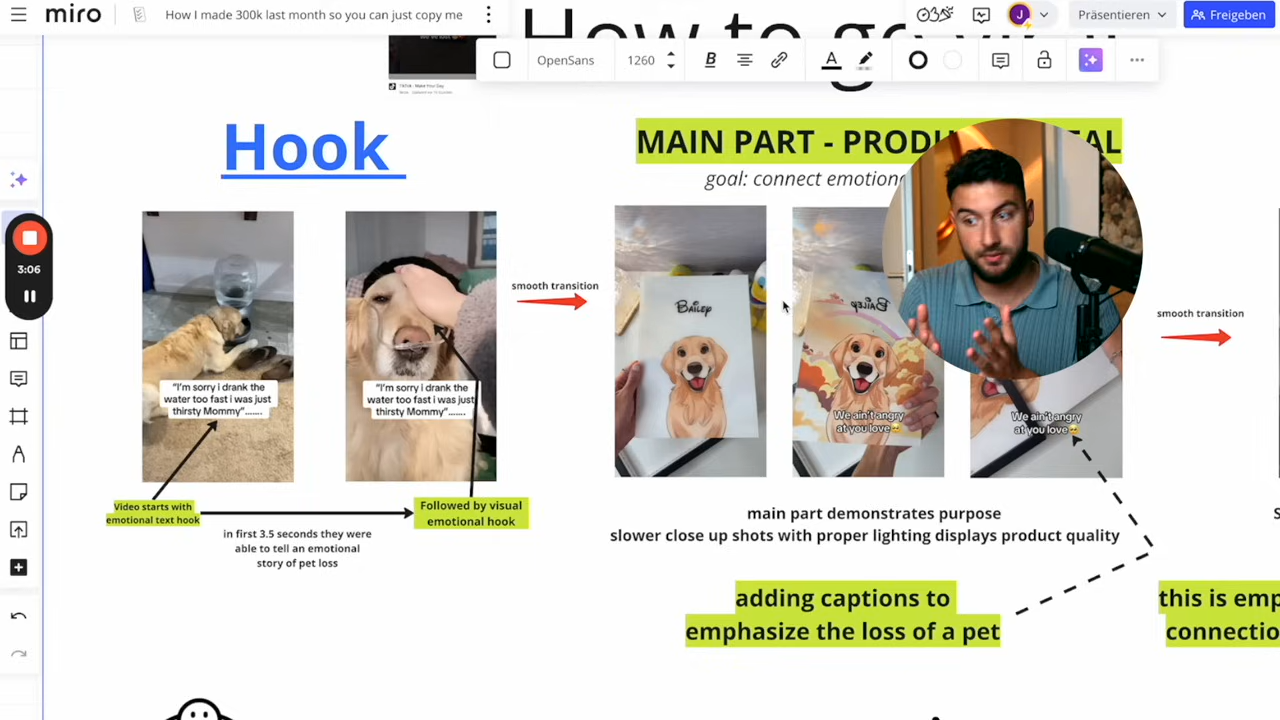 miro
How I made 300k last month so you can just copy me
J
Präsentieren
Freigeben
How to go
OpenSans
1260
B
A
3:06
Hook
MAIN PART -
goal: connect
smooth transition
smooth transition
"I'm sorry i drank the
water too fast i was just
thirsty Mommy".......
"I'm sorry i drank the
water too fast i was just
thirsty Mommy".......
BAILEY
BAILEY
We ain't angry
at you love🥺
We ain't angry
at you love🥺
Video starts with
emotional text hook
Followed by visual
emotional hook
in first 3.5 seconds they were
able to tell an emotional
story of pet loss
main part demonstrates purpose
slower close up shots with proper lighting displays product quality
adding captions to
emphasize the loss of a pet
this is